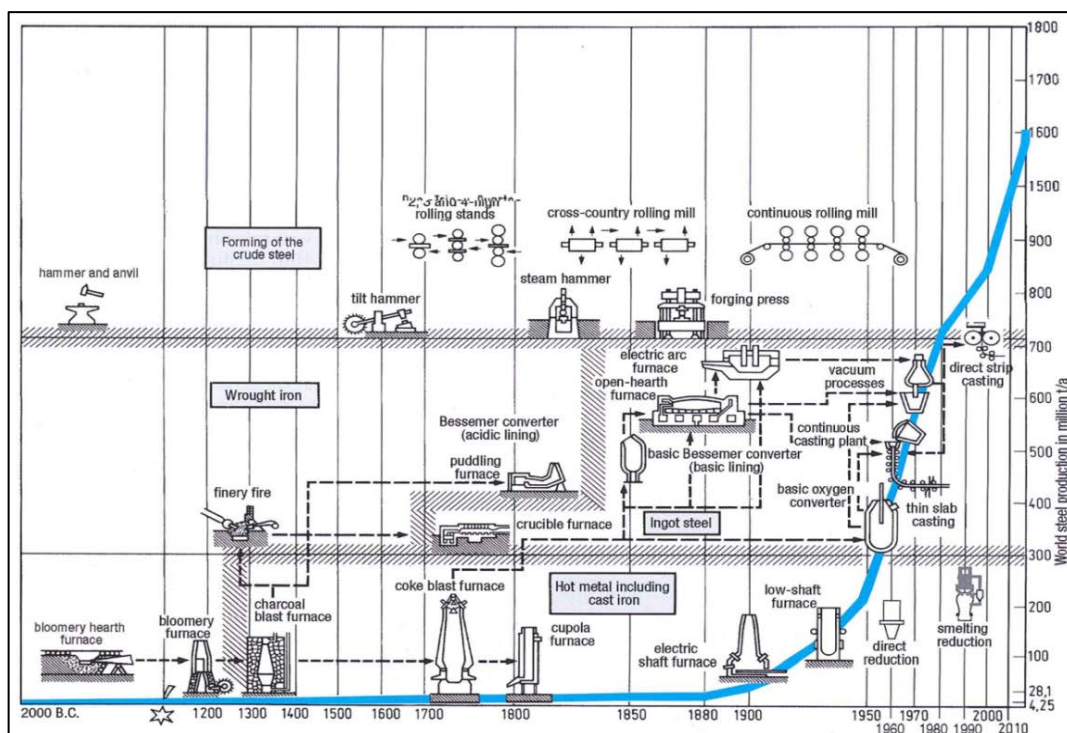 1800
1700
1600
1500
900
800
700
600
500
400
300
200
100
28,1
4,25
World steel production in million t/a
Forming of the
crude steel
hammer and anvil
tilt hammer
rolling stands
cross-country rolling mill
continuous rolling mill
steam hammer
forging press
electric arc
furnace
open-hearth
furnace
vacuum
processes
direct strip
casting
Wrought iron
Bessemer converter
(acidic lining)
puddling
furnace
basic Bessemer converter
(basic lining)
continuous
casting plant
basic oxygen
converter
thin slab
casting
finery fire
crucible furnace
Ingot steel
charcoal
blast furnace
coke blast furnace
Hot metal including
cast iron
low-shaft
furnace
bloomery hearth
furnace
bloomery
furnace
cupola
furnace
electric
shaft furnace
direct
reduction
smelting
reduction
2000 B.C.
1200
1300
1400
1500
1600
1700
1800
1850
1880
1900
1950
1960
1970
1980
1990
2000
2010